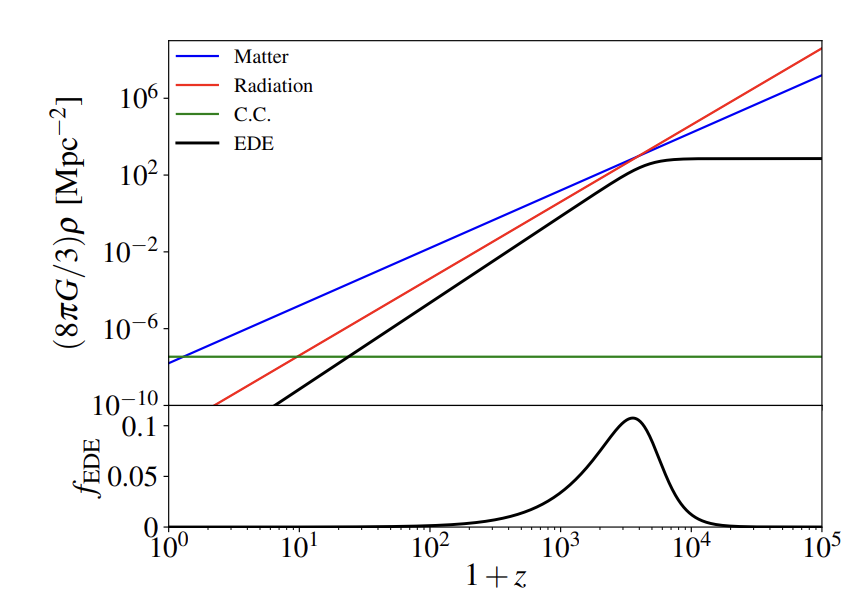 Matter
Radiation
C.C.
EDE
(8πG/3)ρ [Mpc⁻²]
10⁶
10²
10⁻²
10⁻⁶
10⁻¹⁰
f_EDE
0.1
0.05
0
10⁰ 10¹ 10² 10³ 10⁴ 10⁵
1 + z